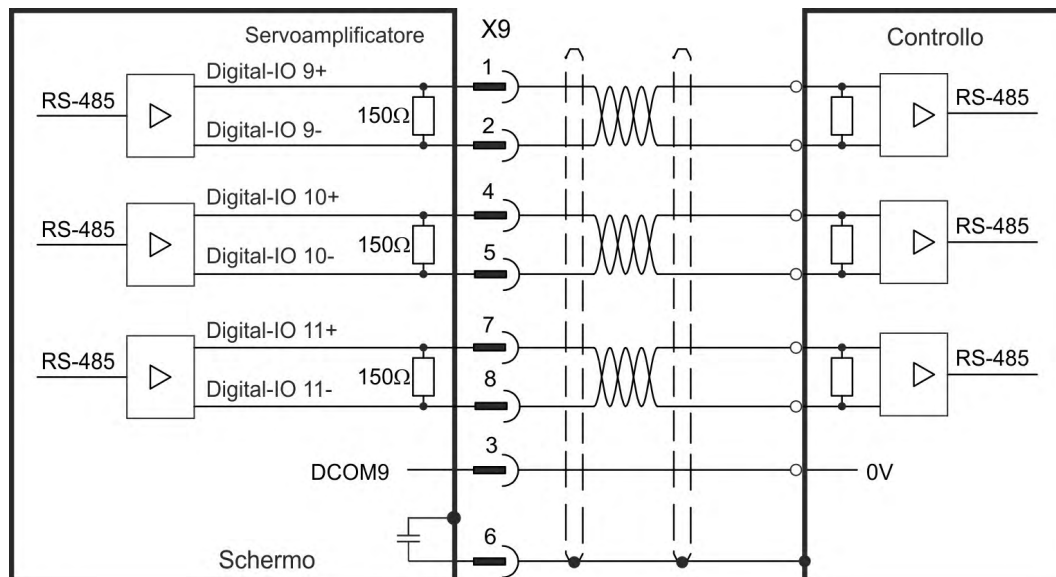 Servoamplificatore
X9
Controllo
Digital-IO 9+
1
RS-485
150Ω
RS-485
Digital-IO 9-
2
Digital-IO 10+
4
RS-485
150Ω
RS-485
Digital-IO 10-
5
Digital-IO 11+
7
RS-485
150Ω
RS-485
Digital-IO 11-
8
3
DCOM9
0V
6
Schermo